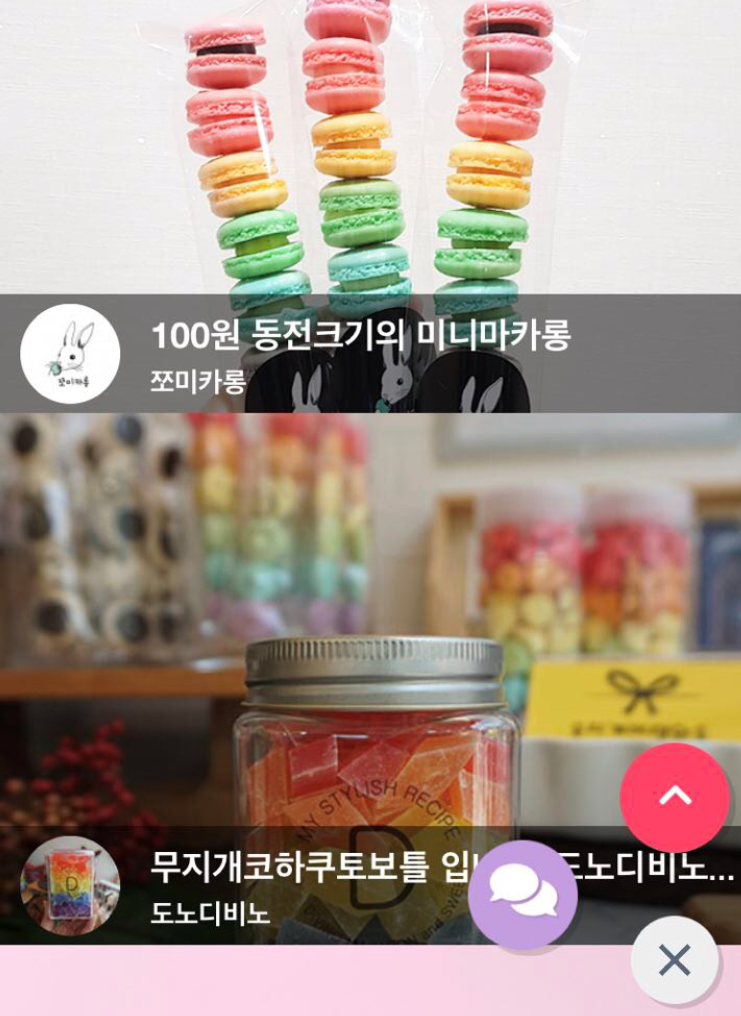 100원 동전크기의 미니마카롱
쪼미카롱
쪼미카롱
MY STYLISH RECIPE
D
무지개코하쿠토보틀 입 도노디비노...
D
도노디비노